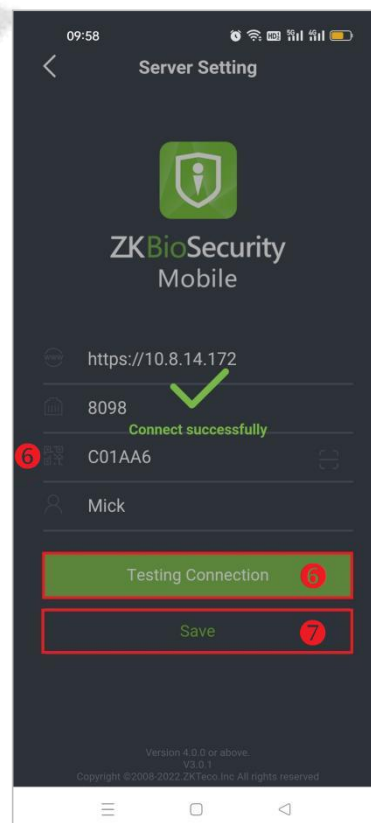 09:58
Server Setting
ZKBioSecurity
Mobile
https://10.8.14.172
8098
Connect successfully
6 C01AA6
Mick
Testing Connection 6
Save 7
Version 4.0.0 or above.
V3.0.1
Copyright ©2008-2022 ZKTeco.Inc All rights reserved